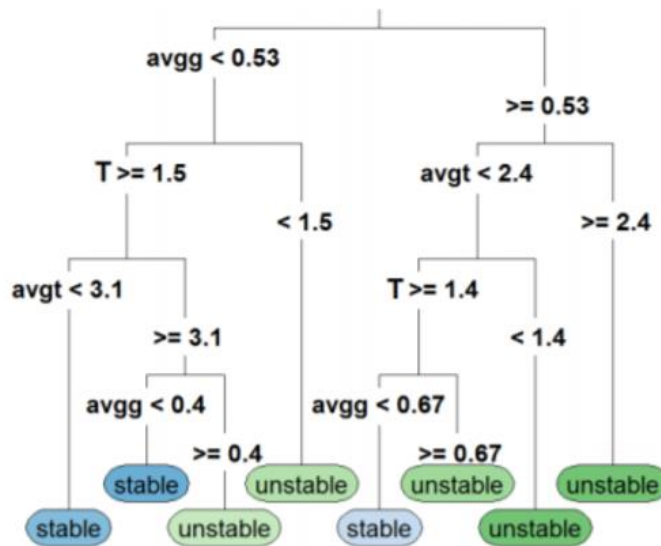 avgg < 0.53
>= 0.53
T >= 1.5
avgt < 2.4
< 1.5
>= 2.4
avgt < 3.1
T >= 1.4
>= 3.1
< 1.4
avgg < 0.4
avgg < 0.67
>= 0.4
>= 0.67
stable
unstable
unstable
unstable
stable
unstable
stable
unstable